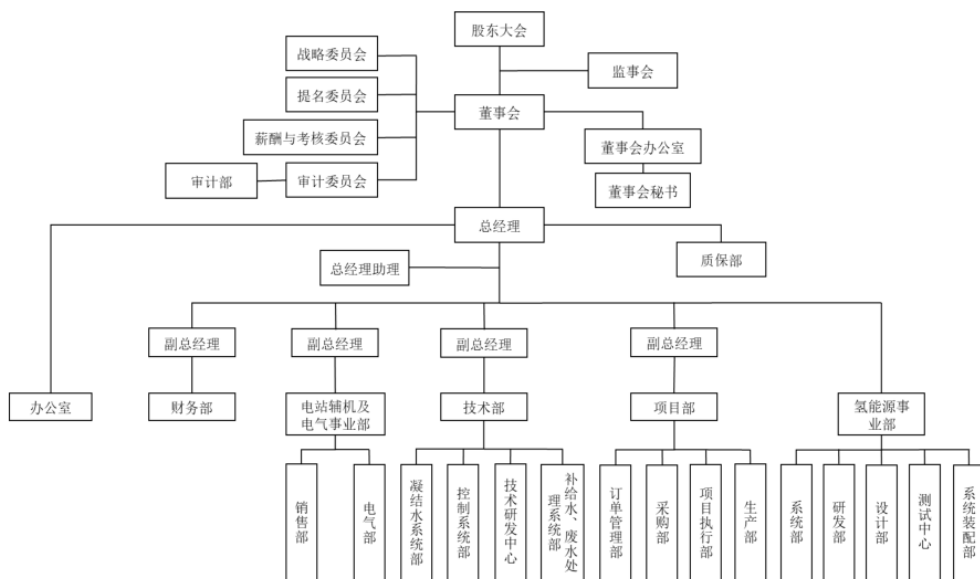 股东大会
战略委员会
监事会
提名委员会
董事会
薪酬与考核委员会
董事会办公室
审计部
审计委员会
董事会秘书
总经理
质保部
总经理助理
副总经理
副总经理
副总经理
副总经理
办公室
财务部
电站辅机及
电气事业部
技术部
项目部
氢能源事
业部
销售部
电气部
凝结水系统部
控制系统部
技术研发中心
补给水、废水处
理系统部
订单管理部
采购部
项目执行部
生产部
系统部
研发部
设计部
测试中心
系统装配部